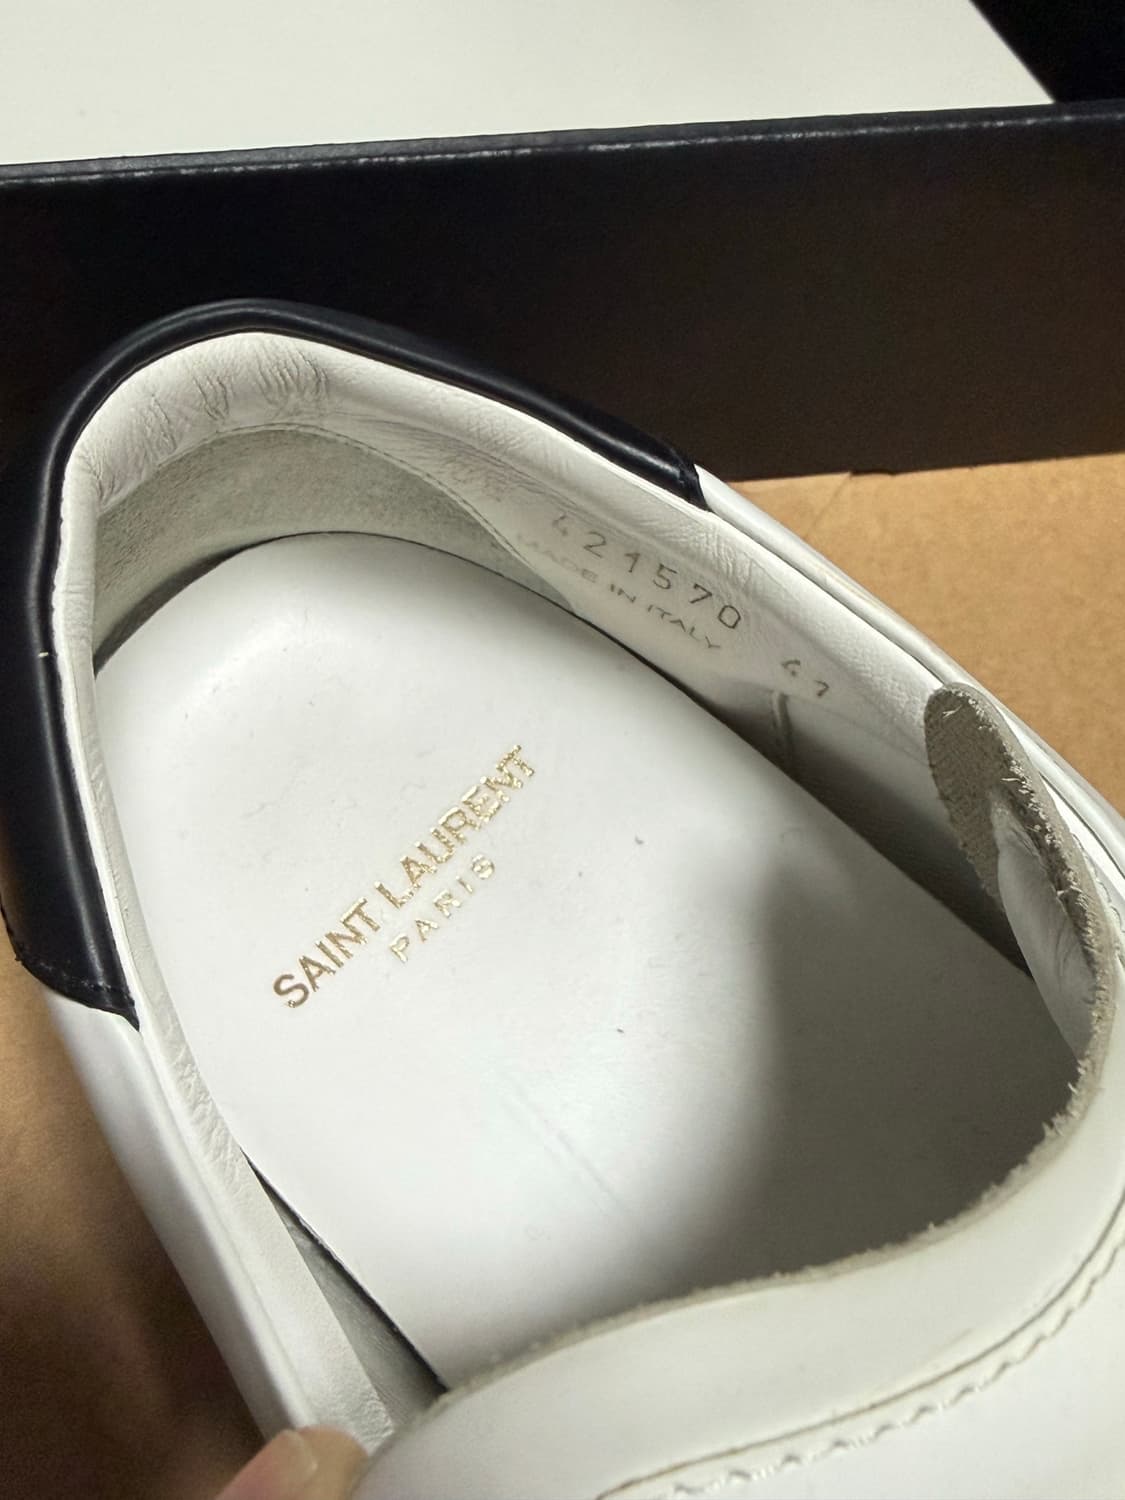 421570
MADE IN ITALY
41
SAINT LAURENT
PARIS